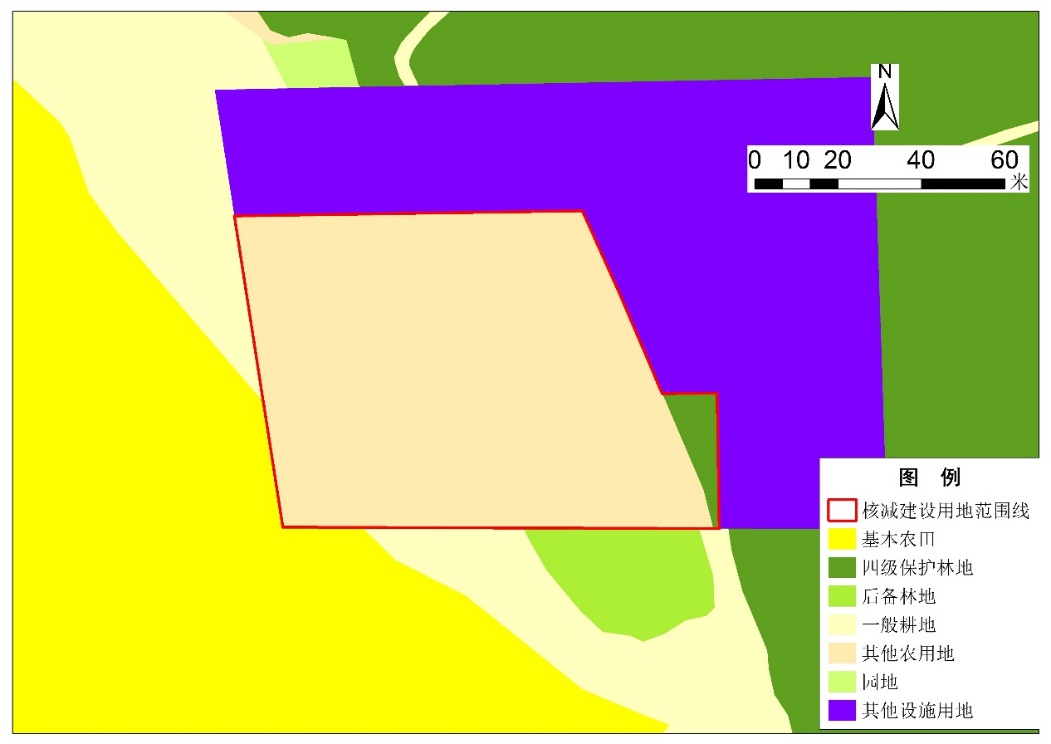 N
0 10 20 40 60
米
图 例
核减建设用地范围线
基本农田
四级保护林地
后备林地
一般耕地
其他农用地
园地
其他设施用地